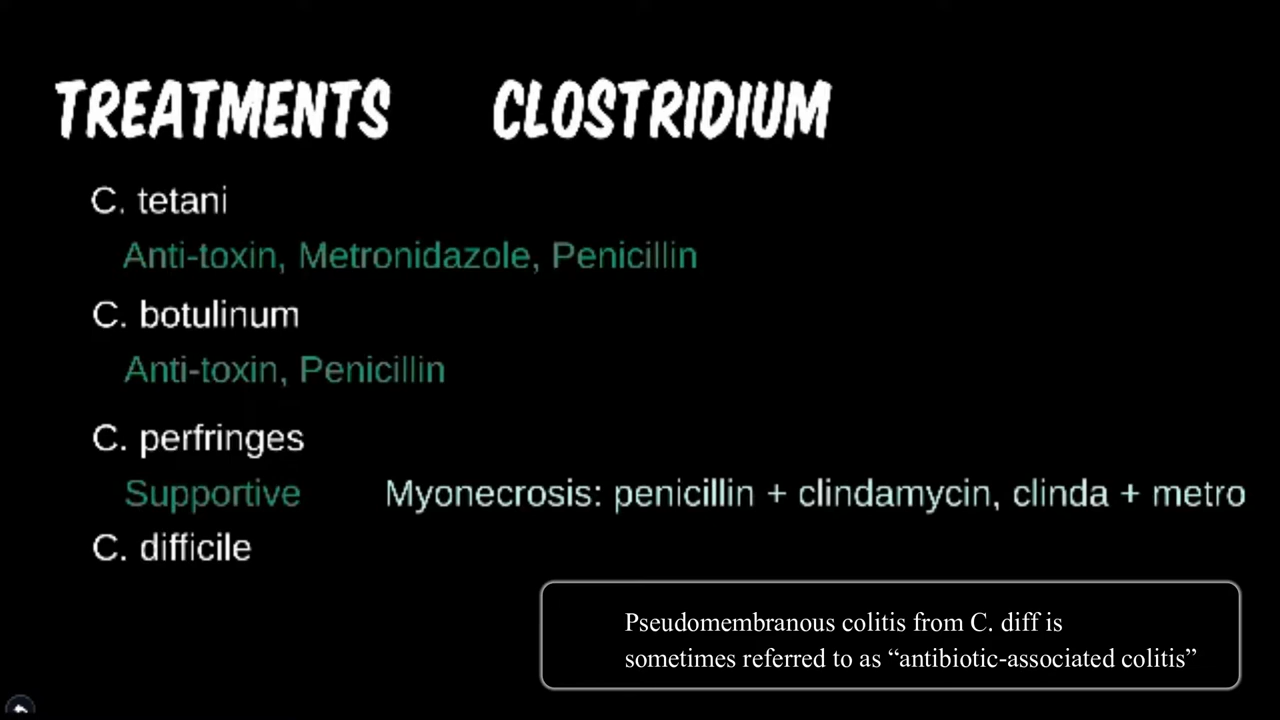 TREATMENTS CLOSTRIDIUM
C. tetani
Anti-toxin, Metronidazole, Penicillin
C. botulinum
Anti-toxin, Penicillin
C. perfringes
Supportive Myonecrosis: penicillin + clindamycin, clinda + metro
C. difficile
Pseudomembranous colitis from C. diff is
sometimes referred to as “antibiotic-associated colitis”